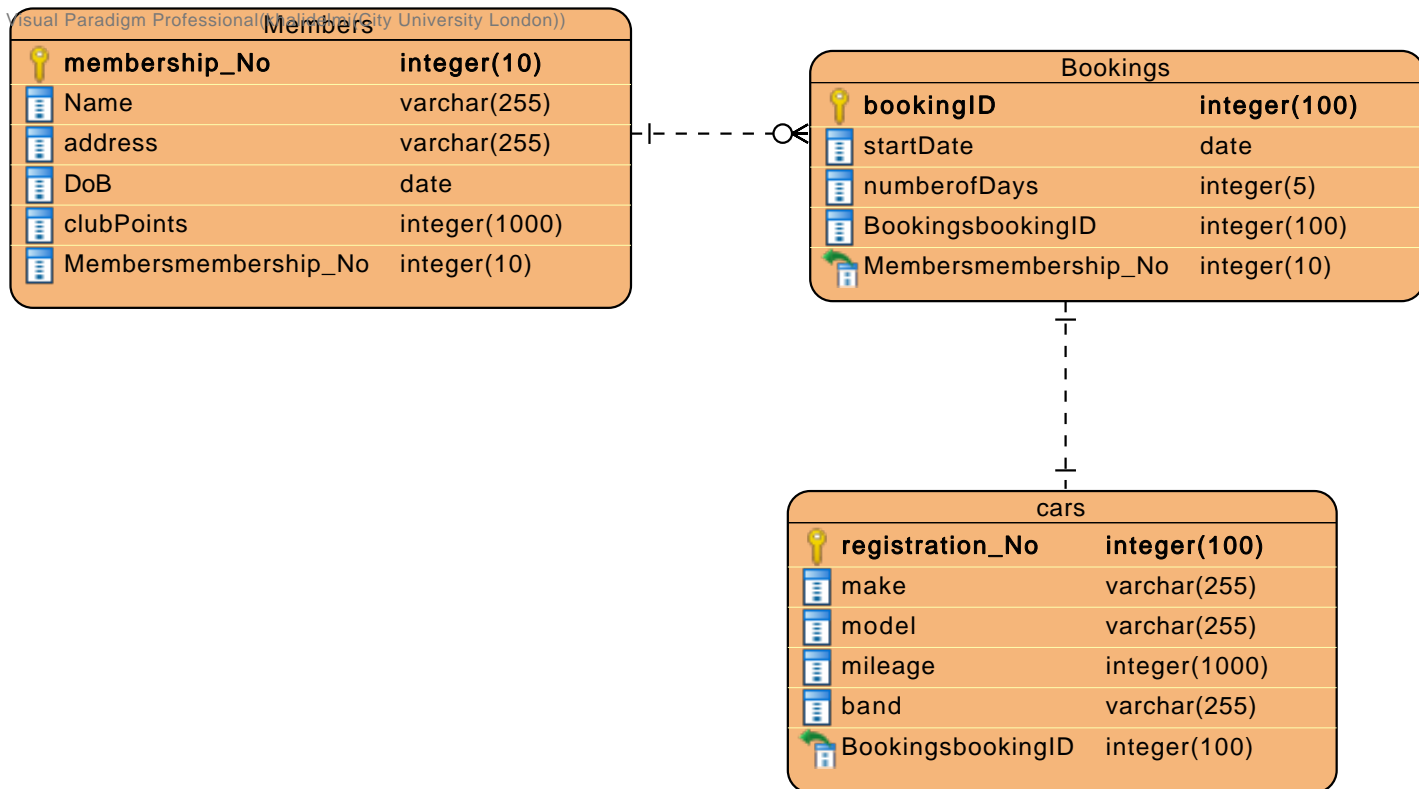 Visual Paradigm Professional(khalidelmi(City University London))
Members
membership_No integer(10)
Name varchar(255)
address varchar(255)
DoB date
clubPoints integer(1000)
Membersmembership_No integer(10)
Bookings
bookingID integer(100)
startDate date
numberofDays integer(5)
BookingsbookingID integer(100)
Membersmembership_No integer(10)
cars
registration_No integer(100)
make varchar(255)
model varchar(255)
mileage integer(1000)
band varchar(255)
BookingsbookingID integer(100)